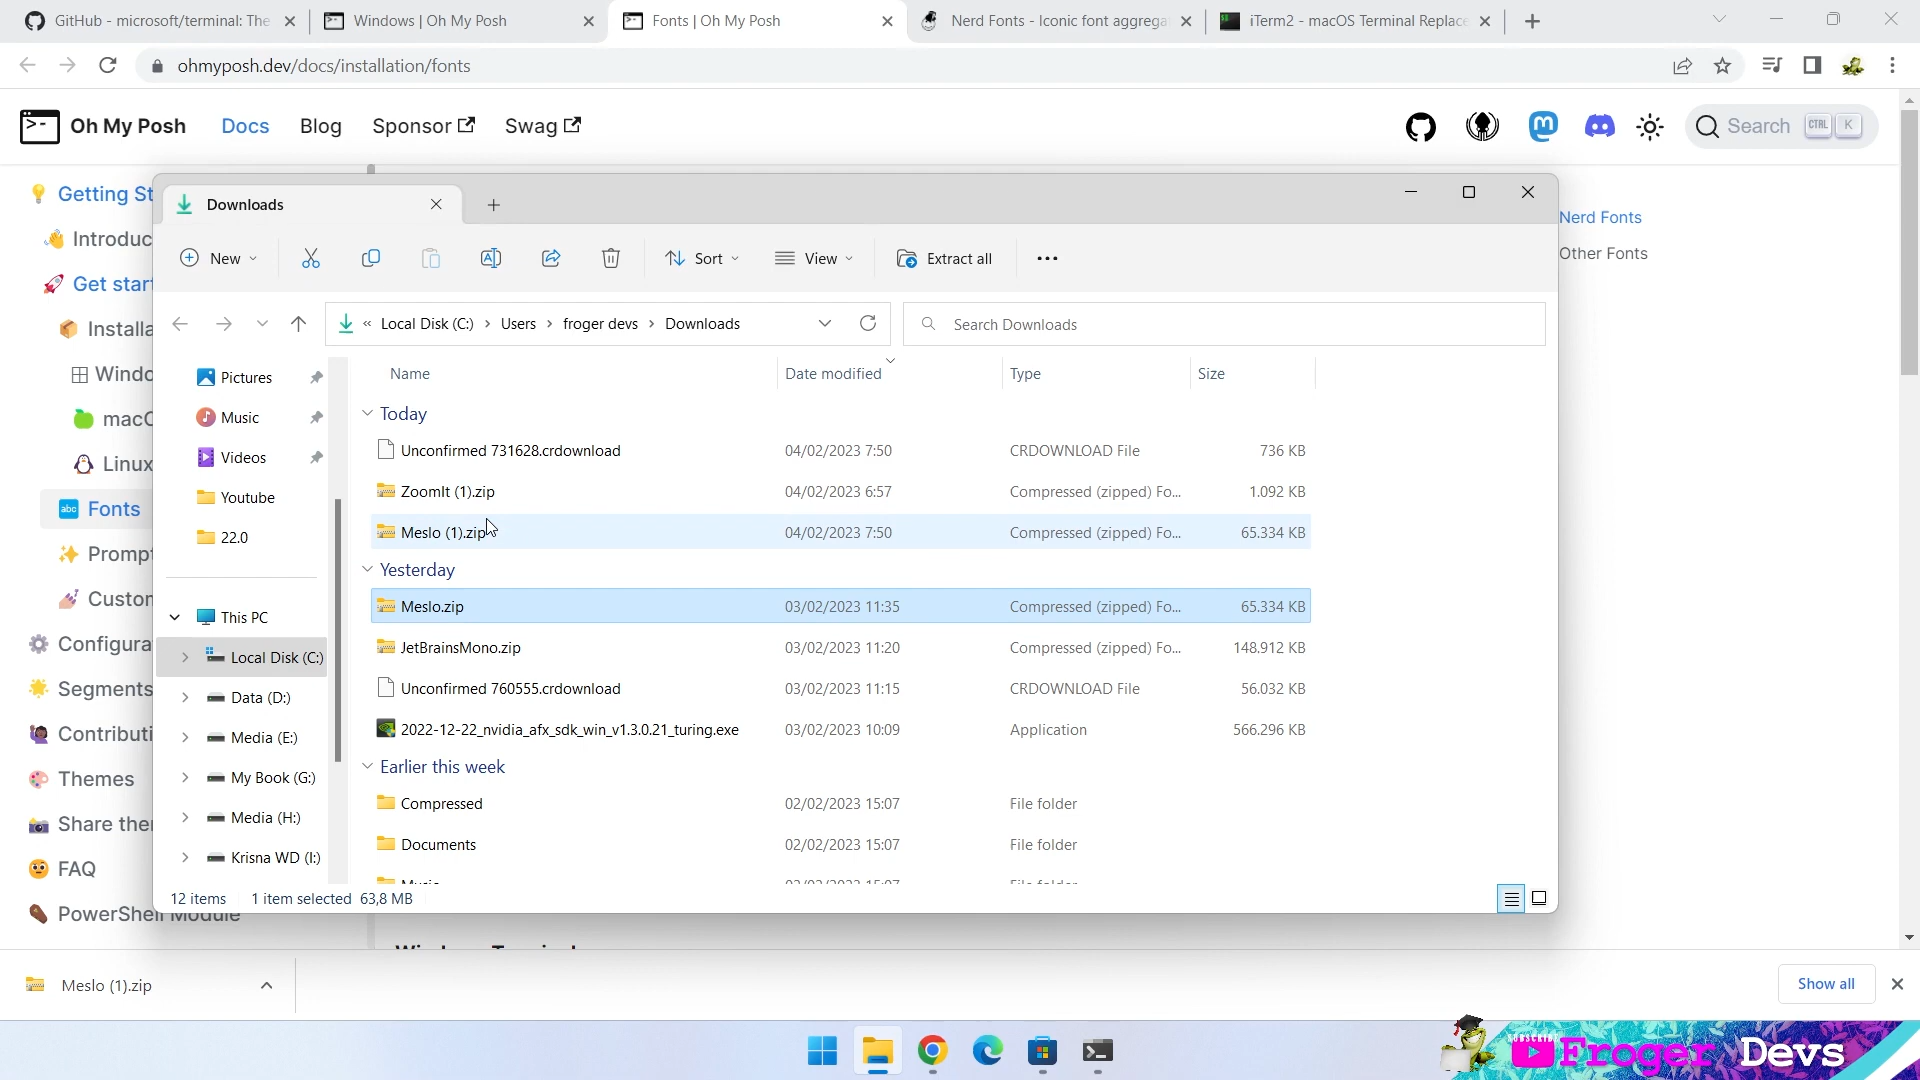 GitHub - microsoft/terminal: The
Windows | Oh My Posh
Fonts | Oh My Posh
Nerd Fonts - Iconic font aggrega
iTerm2 - macOS Terminal Replace
ohmyposh.dev/docs/installation/fonts
Oh My Posh
Docs
Blog
Sponsor
Swag
Search CTRL K
Getting St
Introduc
Get start
Installa
Windo
macO
Linux
Fonts
Prompt
Custon
Configura
Segments
Contributi
Themes
Share the
FAQ
PowerShell Module
Nerd Fonts
Other Fonts
Downloads
New
Sort
View
Extract all
« Local Disk (C:) > Users > froger devs > Downloads
Search Downloads
Pictures
Music
Videos
Youtube
22.0
This PC
Local Disk (C:)
Data (D:)
Media (E:)
My Book (G:)
Media (H:)
Krisna WD (I:)
Name Date modified Type Size
Today
Unconfirmed 731628.crdownload 04/02/2023 7:50 CRDOWNLOAD File 736 KB
ZoomIt (1).zip 04/02/2023 6:57 Compressed (zipped) Fo... 1.092 KB
Meslo (1).zip 04/02/2023 7:50 Compressed (zipped) Fo... 65.334 KB
Yesterday
Meslo.zip 03/02/2023 11:35 Compressed (zipped) Fo... 65.334 KB
JetBrainsMono.zip 03/02/2023 11:20 Compressed (zipped) Fo... 148.912 KB
Unconfirmed 760555.crdownload 03/02/2023 11:15 CRDOWNLOAD File 56.032 KB
2022-12-22_nvidia_afx_sdk_win_v1.3.0.21_turing.exe 03/02/2023 10:09 Application 566.296 KB
Earlier this week
Compressed 02/02/2023 15:07 File folder
Documents 02/02/2023 15:07 File folder
12 items 1 item selected 63,8 MB
Meslo (1).zip
Show all
SUBSCRIBE
Froger Devs